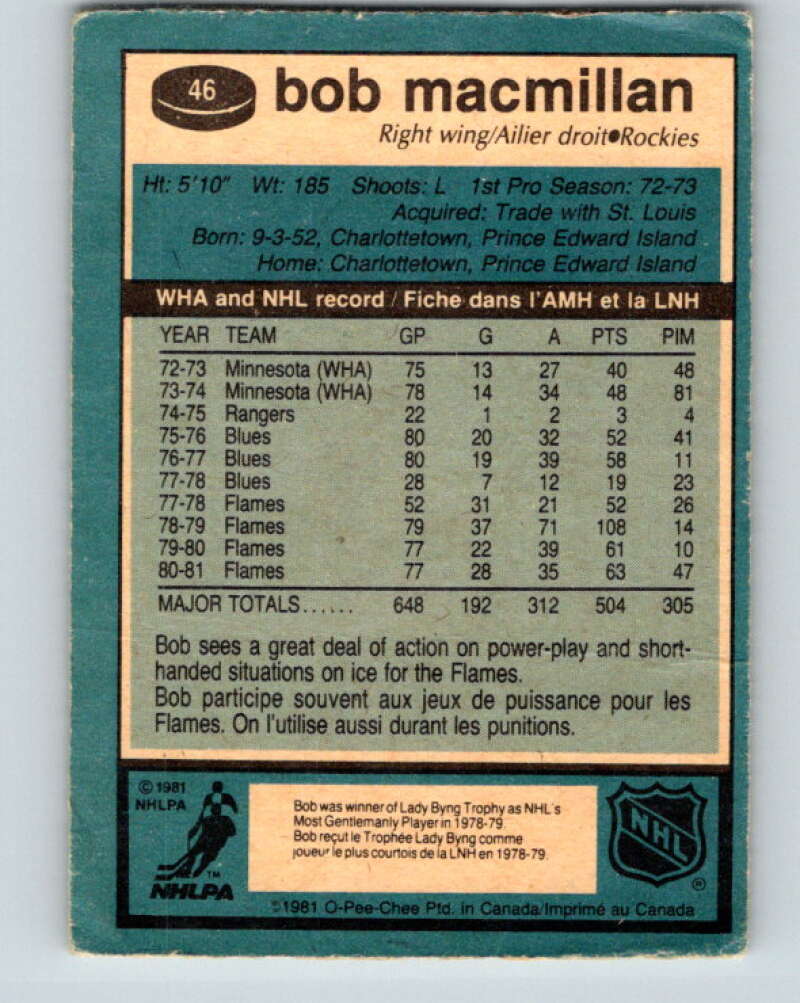 46
bob macmillan
Right wing/Ailier droit●Rockies
Ht: 5'10" Wt: 185 Shoots: L 1st Pro Season: 72-73
Acquired: Trade with St. Louis
Born: 9-3-52, Charlottetown, Prince Edward Island
Home: Charlottetown, Prince Edward Island
WHA and NHL record / Fiche dans l'AMH et la LNH
YEAR TEAM GP G A PTS PIM
72-73 Minnesota (WHA) 75 13 27 40 48
73-74 Minnesota (WHA) 78 14 34 48 81
74-75 Rangers 22 1 2 3 4
75-76 Blues 80 20 32 52 41
76-77 Blues 80 19 39 58 11
77-78 Blues 28 7 12 19 23
77-78 Flames 52 31 21 52 26
78-79 Flames 79 37 71 108 14
79-80 Flames 77 22 39 61 10
80-81 Flames 77 28 35 63 47
MAJOR TOTALS...... 648 192 312 504 305
Bob sees a great deal of action on power-play and short-
handed situations on ice for the Flames.
Bob participe souvent aux jeux de puissance pour les
Flames. On l'utilise aussi durant les punitions.
© 1981
NHLPA
TM
NHLPA
Bob was winner of Lady Byng Trophy as NHL's
Most Gentlemanly Player in 1978-79.
Bob reçut le Trophée Lady Byng comme
joueur le plus courtois de la LNH en 1978-79.
NHL
®
©1981 O-Pee-Chee Ptd. in Canada/Imprimé au Canada